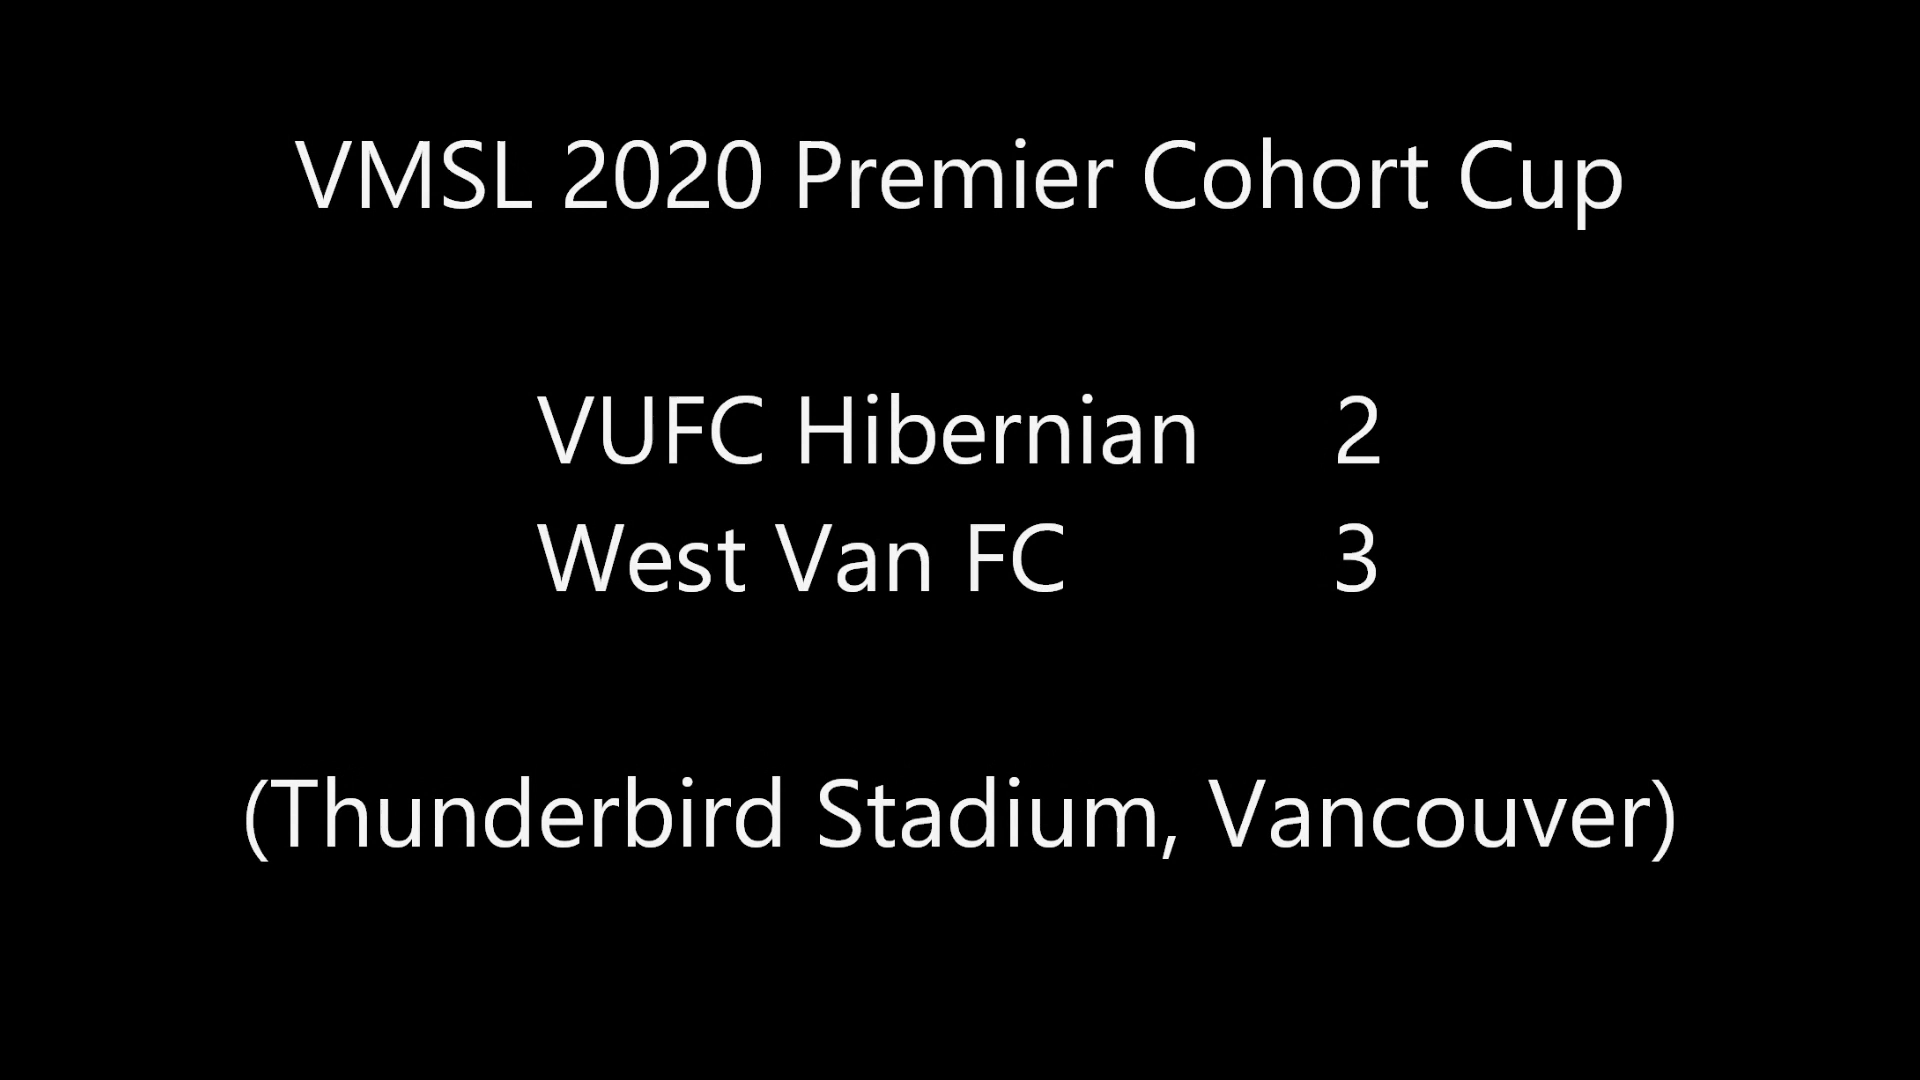 VMSL 2020 Premier Cohort Cup
VUFC Hibernian 2
West Van FC 3
(Thunderbird Stadium, Vancouver)